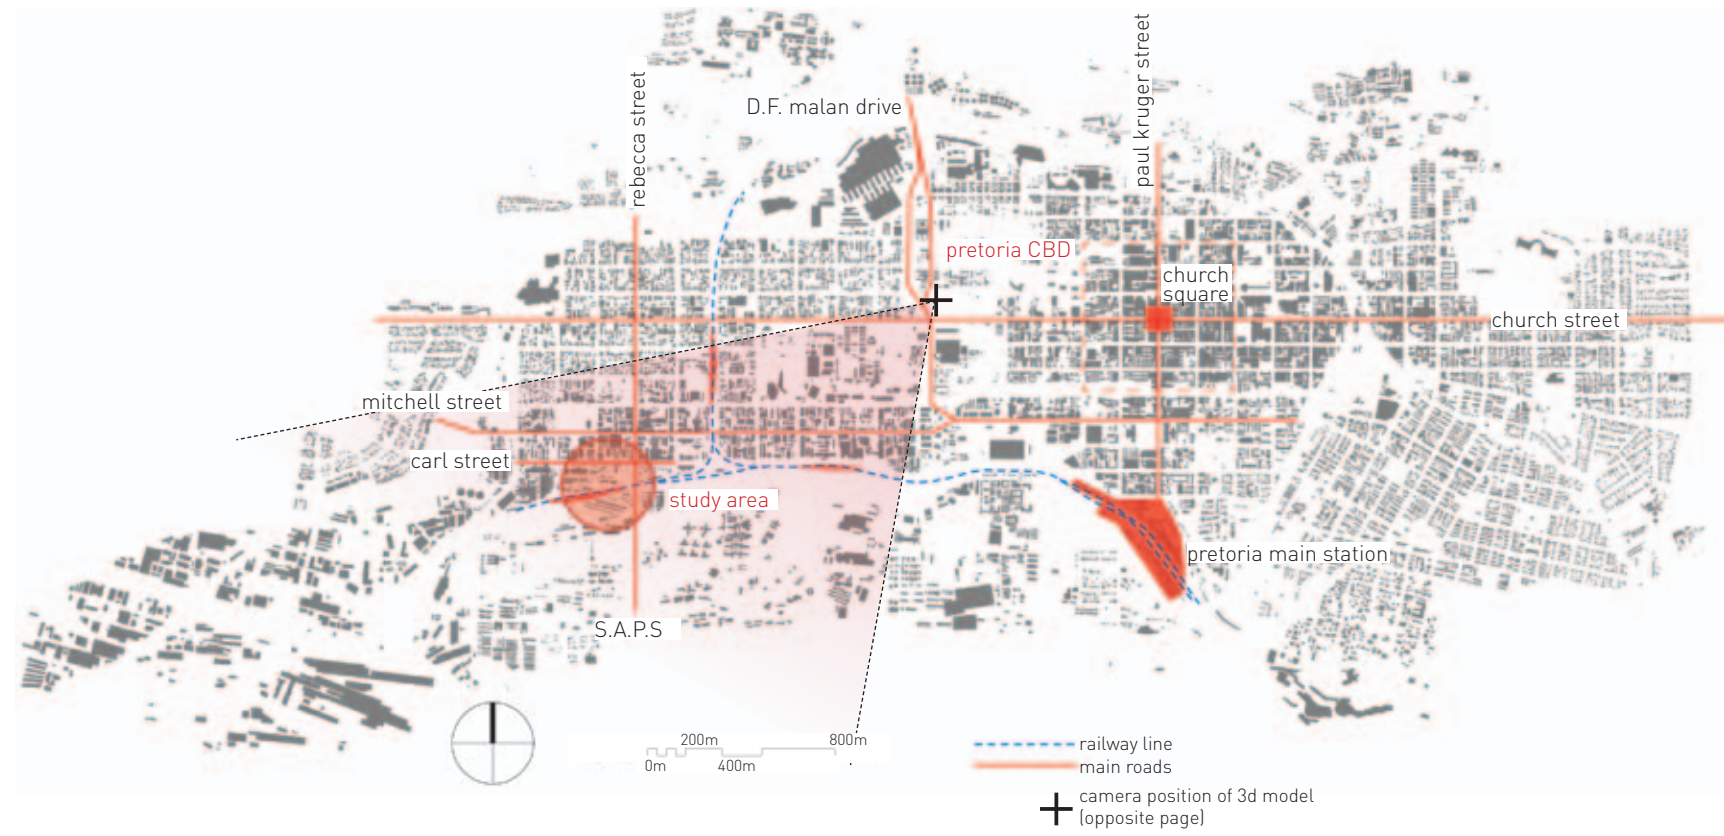 paul kruger street
rebecca street
D.F. malan drive
pretoria CBD
church
square
church street
mitchell street
carl street
study area
pretoria main station
S.A.P.S
200m
800m
0m
400m
railway line
main roads
camera position of 3d model
(opposite page)